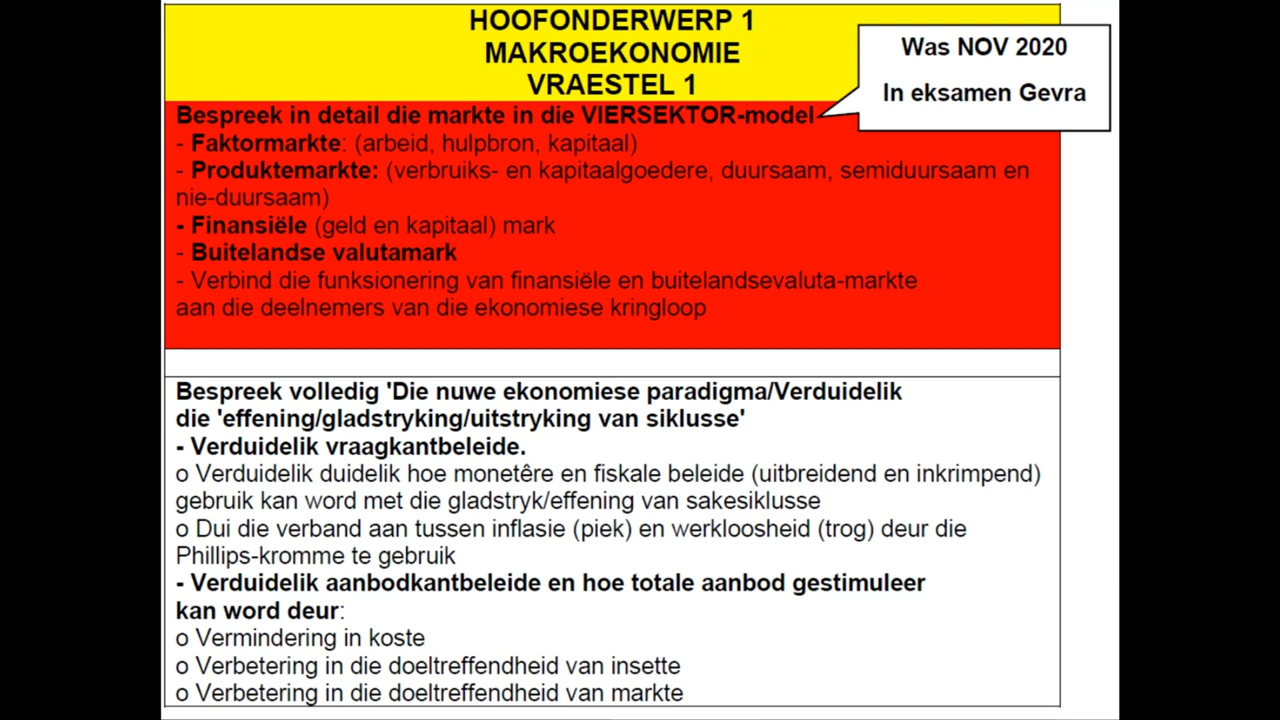 HOOFONDERWERP 1
MAKROEKONOMIE
VRAESTEL 1
Was NOV 2020
In eksamen Gevra
Bespreek in detail die markte in die VIERSEKTOR-model
- Faktormarkte: (arbeid, hulpbron, kapitaal)
- Produktemarkte: (verbruiks- en kapitaalgoedere, duursaam, semiduursaam en
nie-duursaam)
- Finansiële (geld en kapitaal) mark
- Buitelandse valutamark
- Verbind die funksionering van finansiële en buitelandsevaluta-markte
aan die deelnemers van die ekonomiese kringloop
Bespreek volledig 'Die nuwe ekonomiese paradigma/Verduidelik
die 'effening/gladstryking/uitstryking van siklusse'
- Verduidelik vraagkantbeleide.
o Verduidelik duidelik hoe monetêre en fiskale beleide (uitbreidend en inkrimpend)
gebruik kan word met die gladstryk/effening van sakesiklusse
o Dui die verband aan tussen inflasie (piek) en werkloosheid (trog) deur die
Phillips-kromme te gebruik
- Verduidelik aanbodkantbeleide en hoe totale aanbod gestimuleer
kan word deur:
o Vermindering in koste
o Verbetering in die doeltreffendheid van insette
o Verbetering in die doeltreffendheid van markte